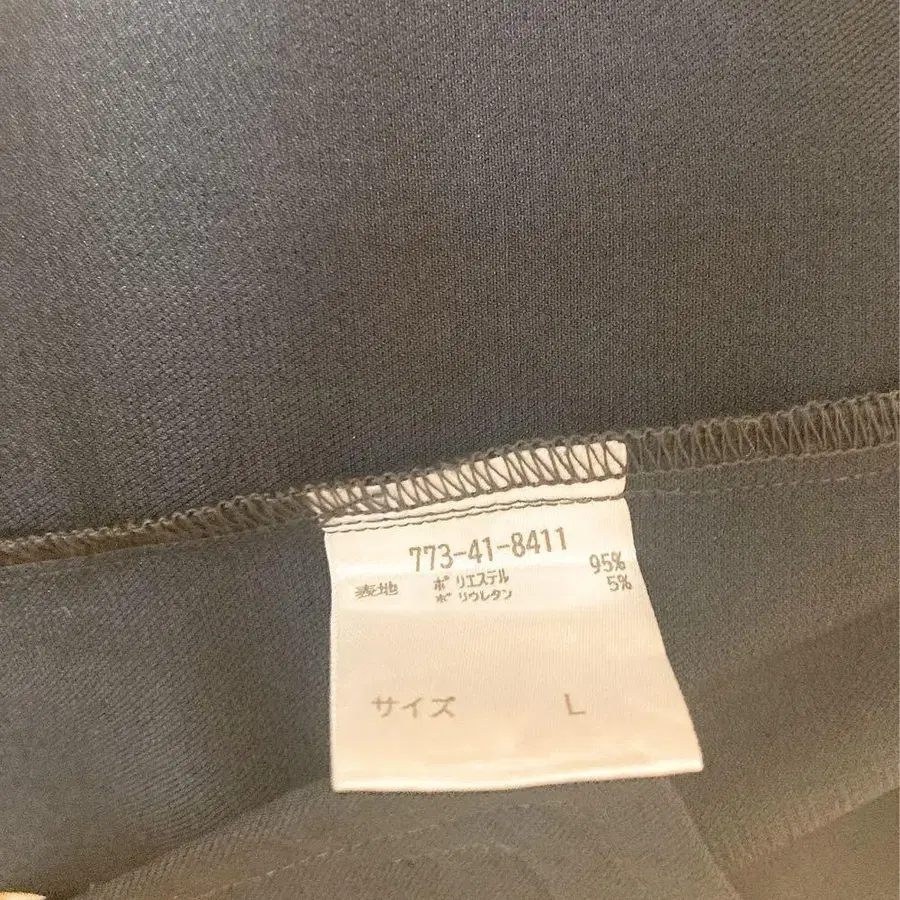 773-41-8411
表地 ポリエステル 95%
ポリウレタン 5%
サイズ L